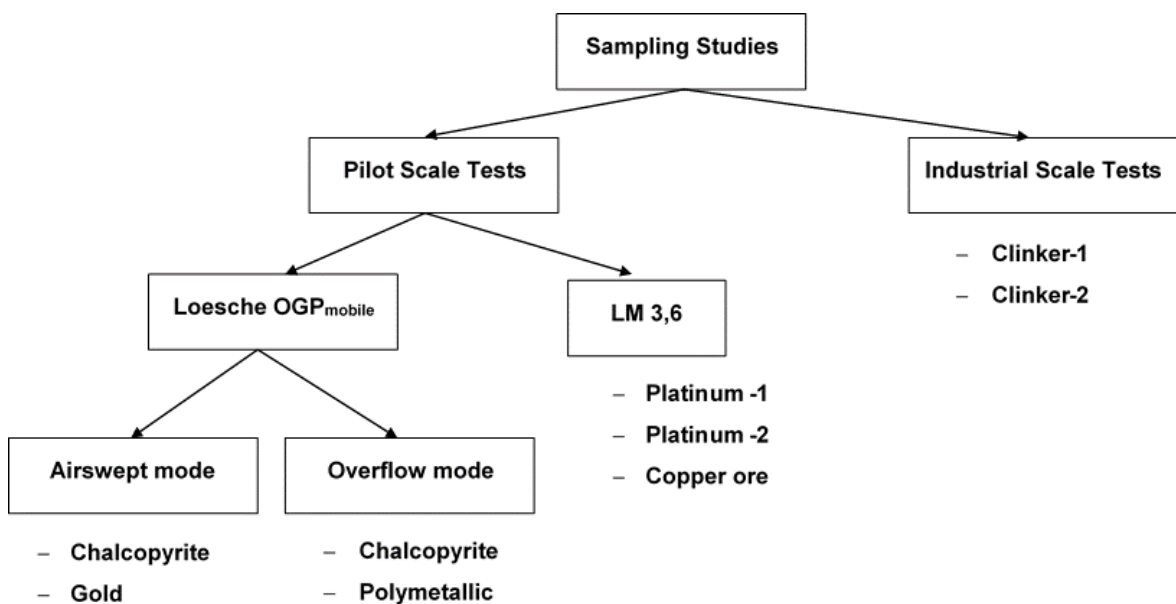 Sampling Studies
Pilot Scale Tests
Industrial Scale Tests
– Clinker-1
– Clinker-2
Loesche OGPmobile
LM 3,6
– Platinum -1
– Platinum -2
– Copper ore
Airswept mode
Overflow mode
– Chalcopyrite
– Gold
– Chalcopyrite
– Polymetallic